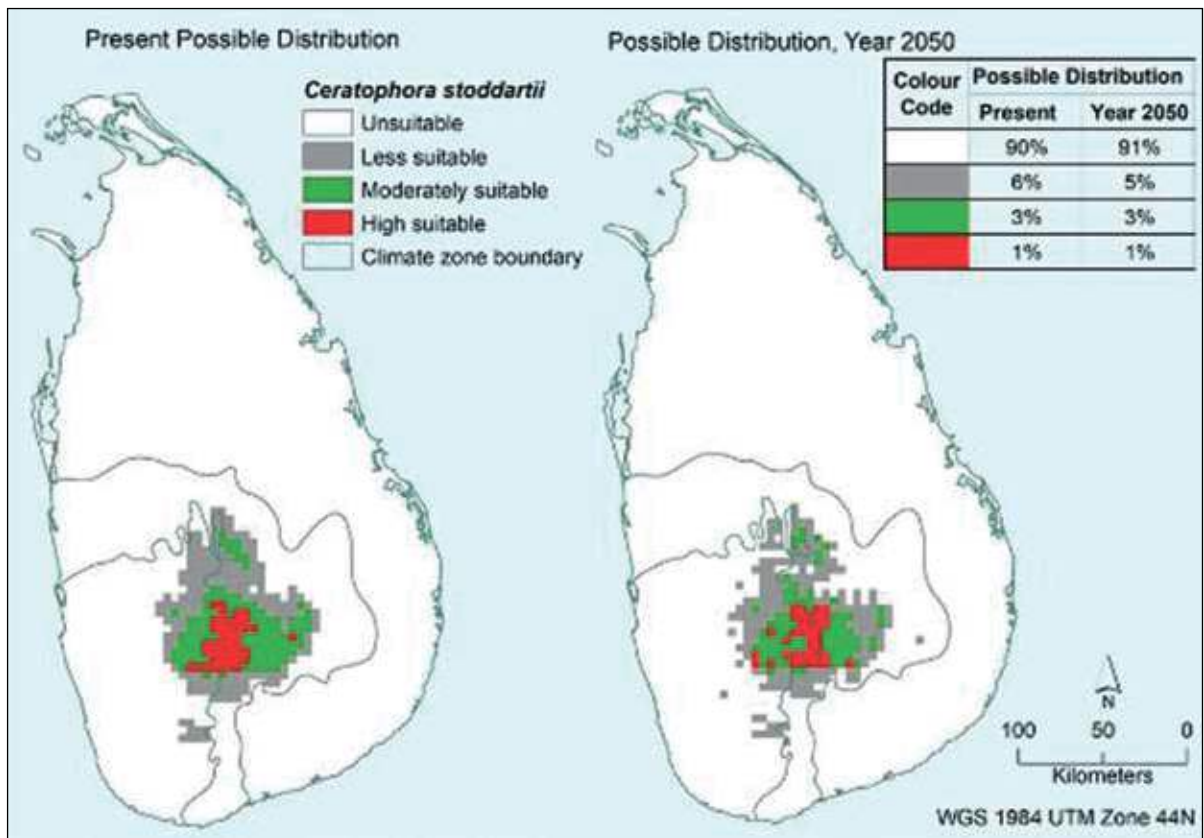 Present Possible Distribution
Ceratophora stoddartii
Unsuitable
Less suitable
Moderately suitable
High suitable
Climate zone boundary
Possible Distribution, Year 2050
Colour Code Possible Distribution
Present Year 2050
90% 91%
6% 5%
3% 3%
1% 1%
N
100 50 0
Kilometers
WGS 1984 UTM Zone 44N